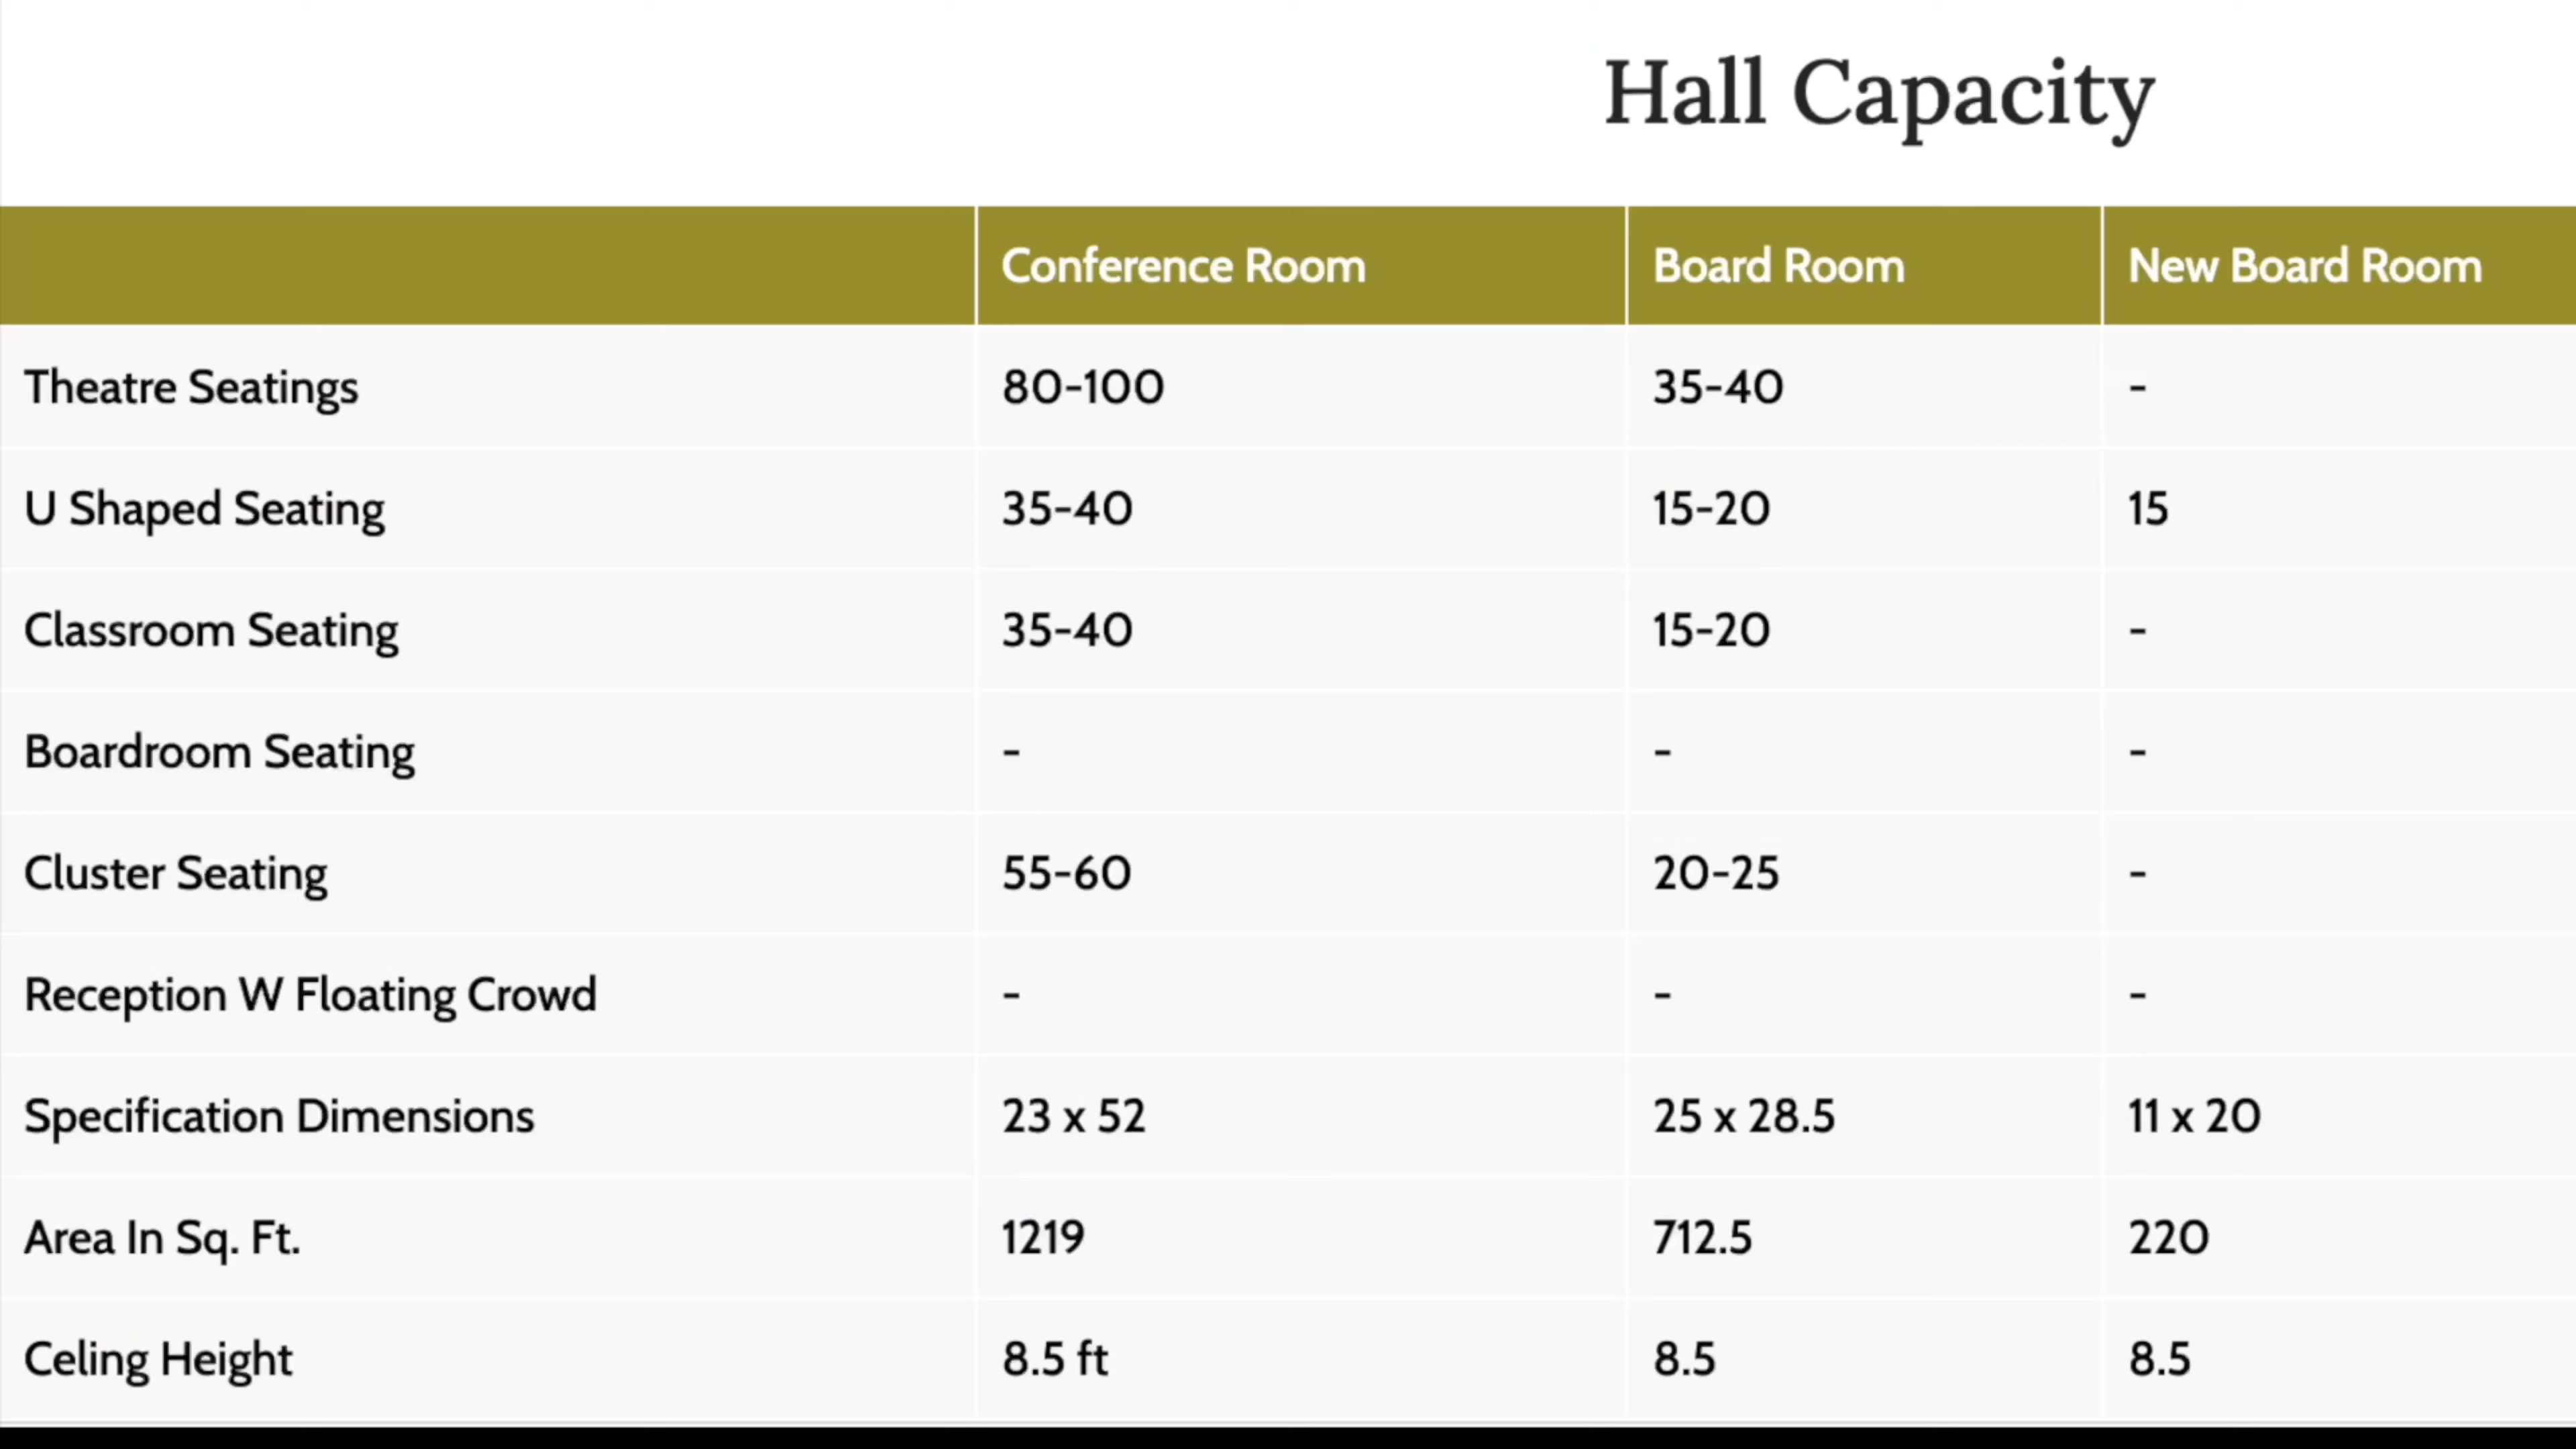 Hall Capacity
Conference Room Board Room New Board Room
Theatre Seatings 80-100 35-40 -
U Shaped Seating 35-40 15-20 15
Classroom Seating 35-40 15-20 -
Boardroom Seating - - -
Cluster Seating 55-60 20-25 -
Reception W Floating Crowd - - -
Specification Dimensions 23 x 52 25 x 28.5 11 x 20
Area In Sq. Ft. 1219 712.5 220
Celing Height 8.5 ft 8.5 8.5